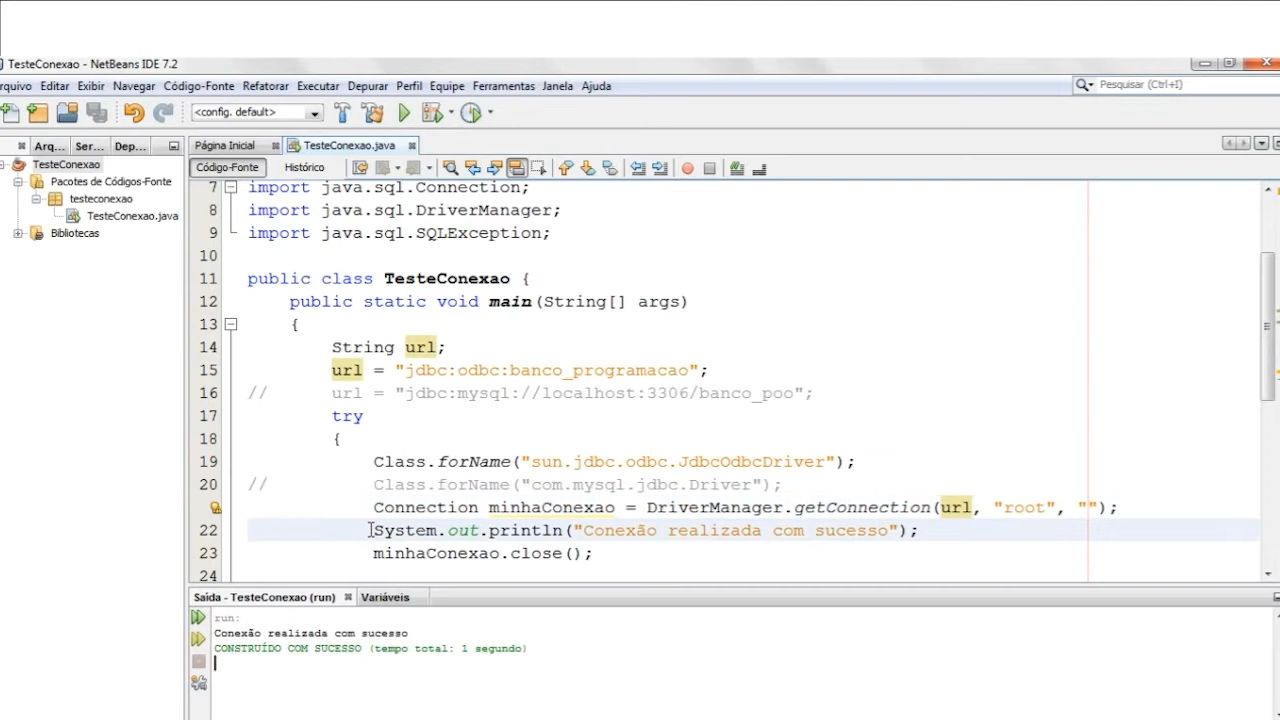 TesteConexao - NetBeans IDE 7.2
rquivo Editar Exibir Navegar Código-Fonte Refatorar Executar Depurar Perfil Equipe Ferramentas Janela Ajuda
Pesquisar (Ctrl+I)
<config. default>
Arq... Ser... Dep...
Página Inicial TesteConexao.java
Código-Fonte Histórico
TesteConexao
Pacotes de Códigos-Fonte
testeconexao
TesteConexao.java
Bibliotecas
7 import java.sql.Connection;
8 import java.sql.DriverManager;
9 import java.sql.SQLException;
10
11 public class TesteConexao {
12 public static void main(String[] args)
13 {
14 String url;
15 url = "jdbc:odbc:banco_programacao";
16 // url = "jdbc:mysql://localhost:3306/banco_poo";
17 try
18 {
19 Class.forName("sun.jdbc.odbc.JdbcOdbcDriver");
20 // Class.forName("com.mysql.jdbc.Driver");
Connection minhaConexao = DriverManager.getConnection(url, "root", "");
22 System.out.println("Conexão realizada com sucesso");
23 minhaConexao.close();
24
Saída - TesteConexao (run) Variáveis
run:
Conexão realizada com sucesso
CONSTRUÍDO COM SUCESSO (tempo total: 1 segundo)